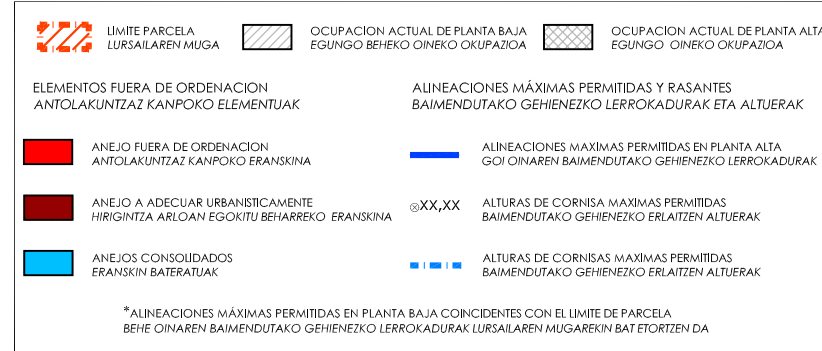 LIMITE PARCELA
LURSAILAREN MUGA
OCUPACION ACTUAL DE PLANTA BAJA
EGUNGO BEHEKO OINEKO OKUPAZIOA
OCUPACION ACTUAL DE PLANTA ALTA
EGUNGO OINEKO OKUPAZIOA
ELEMENTOS FUERA DE ORDENACION
ANTOLAKUNTZAZ KANPOKO ELEMENTUAK
ALINEACIONES MÁXIMAS PERMITIDAS Y RASANTES
BAIMENDUTAKO GEHIENEZKO LERROKADURAK ETA ALTUERAK
ANEJO FUERA DE ORDENACION
ANTOLAKUNTZAZ KANPOKO ERANSKINA
ALINEACIONES MAXIMAS PERMITIDAS EN PLANTA ALTA
GOI OINAREN BAIMENDUTAKO GEHIENEZKO LERROKADURAK
ANEJO A ADECUAR URBANISTICAMENTE
HIRIGINTZA ARLOAN EGOKITU BEHARREKO ERANSKINA
⊗XX,XX
ALTURAS DE CORNISA MAXIMAS PERMITIDAS
BAIMENDUTAKO GEHIENEZKO ERLAITZEN ALTUERAK
ANEJOS CONSOLIDADOS
ERANSKIN BATERATUAK
ALTURAS DE CORNISAS MAXIMAS PERMITIDAS
BAIMENDUTAKO GEHIENEZKO ERLAITZEN ALTUERAK
*ALINEACIONES MÁXIMAS PERMITIDAS EN PLANTA BAJA COINCIDENTES CON EL LIMITE DE PARCELA
BEHE OINAREN BAIMENDUTAKO GEHIENEZKO LERROKADURAK LURSAILAREN MUGAREKIN BAT ETORTZEN DA